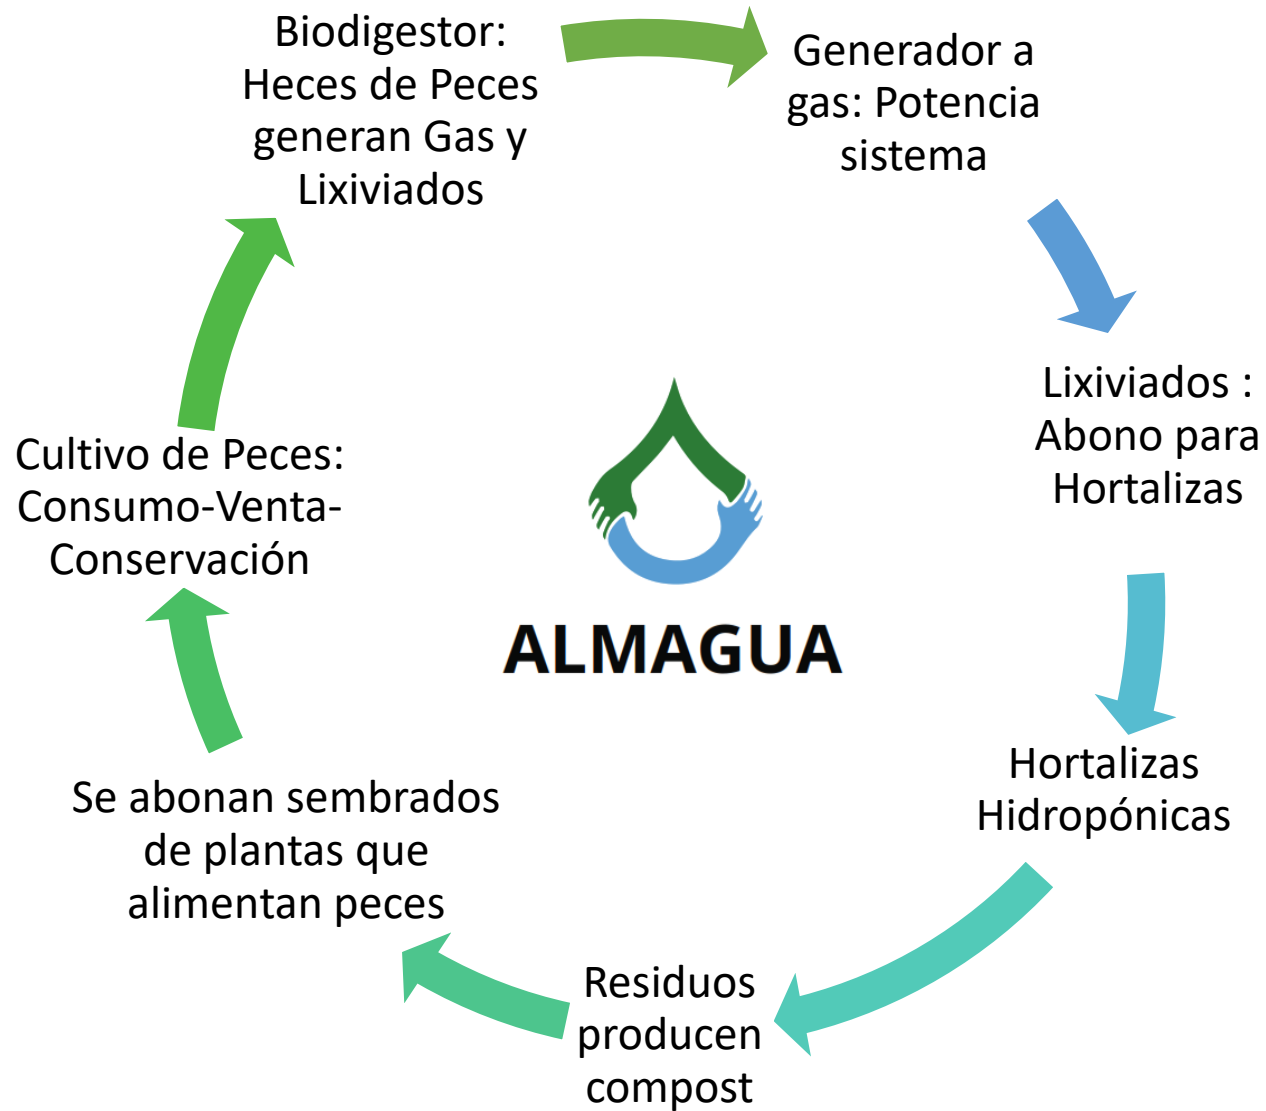 Biodigestor:
Heces de Peces
generan Gas y
Lixiviados
Generador a
gas: Potencia
sistema
Lixiviados :
Abono para
Hortalizas
Hortalizas
Hidropónicas
Residuos
producen
compost
Se abonan sembrados
de plantas que
alimentan peces
Cultivo de Peces:
Consumo-Venta-
Conservación
ALMAGUA